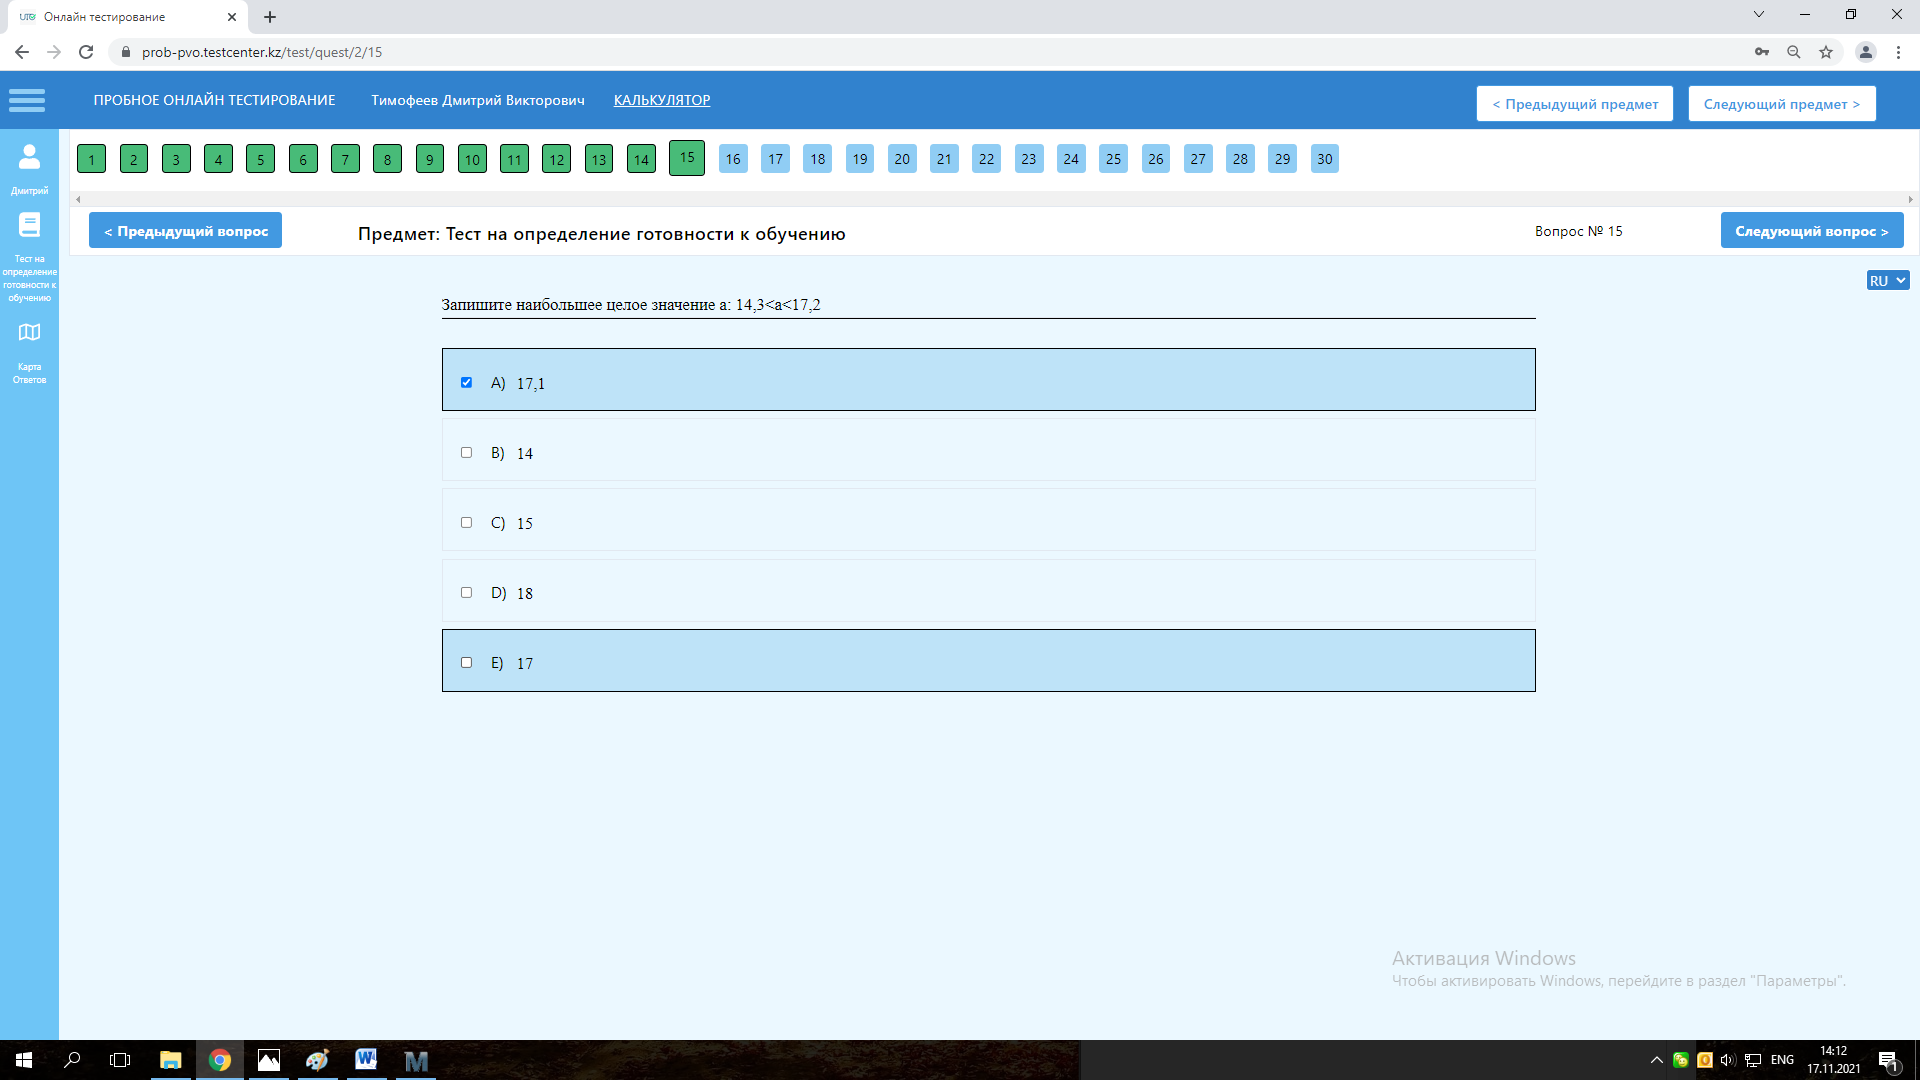 Онлайн тестирование
prob-pvo.testcenter.kz/test/quest/2/15
ПРОБНОЕ ОНЛАЙН ТЕСТИРОВАНИЕ Тимофеев Дмитрий Викторович КАЛЬКУЛЯТОР < Предыдущий предмет Следующий предмет >
1 2 3 4 5 6 7 8 9 10 11 12 13 14 15 16 17 18 19 20 21 22 23 24 25 26 27 28 29 30
Дмитрий
Тест на
определение
готовности к
обучению
Карта
Ответов
< Предыдущий вопрос Предмет: Тест на определение готовности к обучению Вопрос № 15 Следующий вопрос >
RU
Запишите наибольшее целое значение a: 14,3<a<17,2
A) 17,1
B) 14
C) 15
D) 18
E) 17
Активация Windows
Чтобы активировать Windows, перейдите в раздел "Параметры".
ENG
14:12
17.11.2021
1